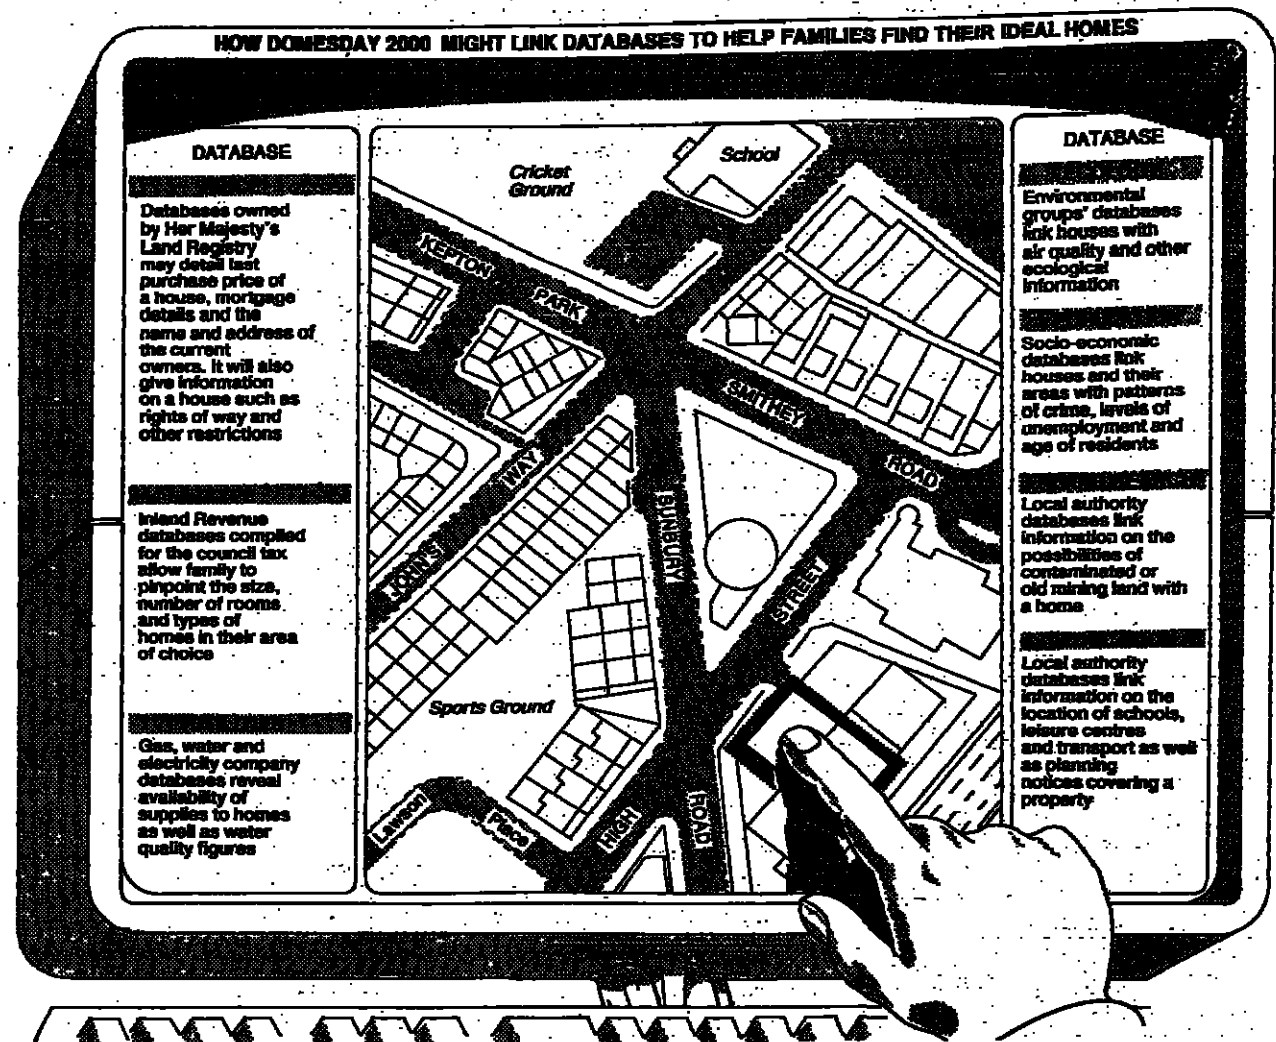 HOW DOMESDAY 2000 MIGHT LINK DATABASES TO HELP FAMILIES FIND THEIR IDEAL HOMES
DATABASE
Databases owned
by Her Majesty's
Land Registry
may detail last
purchase price of
a house, mortgage
details and the
name and address of
the current
owners. It will also
give information
on a house such as
rights of way and
other restrictions
Inland Revenue
databases compiled
for the council tax
allow family to
pinpoint the size,
number of rooms
and types of
homes in their area
of choice
Gas, water and
electricity company
databases reveal
availability of
supplies to homes
as well as water
quality figures
Cricket
Ground
School
KEPTON
PARK
SMITHEY
ROAD
JOHN'S
WAY
SUNBURY
ROAD
HIGH
STREET
Sports Ground
Lawson
Place
DATABASE
Environmental
groups' databases
link houses with
air quality and other
ecological
information
Socio-economic
databases link
houses and their
areas with patterns
of crime, levels of
unemployment and
age of residents
Local authority
databases link
information on the
possibilities of
contaminated or
old mining land with
a home
Local authority
databases link
information on the
location of schools,
leisure centres
and transport as well
as planning
notices covering a
property